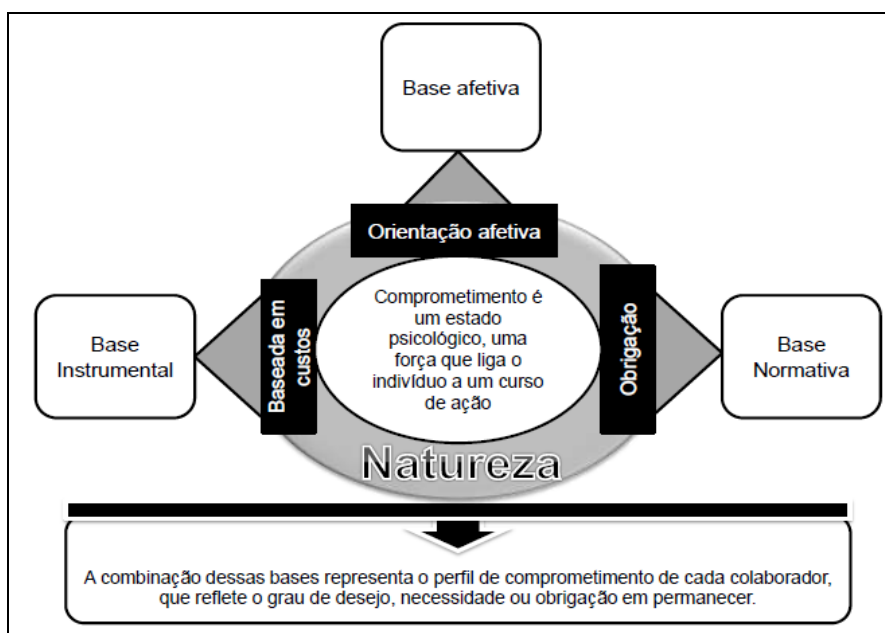 Base afetiva
Orientação afetiva
Base
Instrumental
Baseada em
custos
Comprometimento é
um estado
psicológico, uma
força que liga o
indivíduo a um curso
de ação
Obrigação
Base
Normativa
Natureza
A combinação dessas bases representa o perfil de comprometimento de cada colaborador,
que reflete o grau de desejo, necessidade ou obrigação em permanecer.